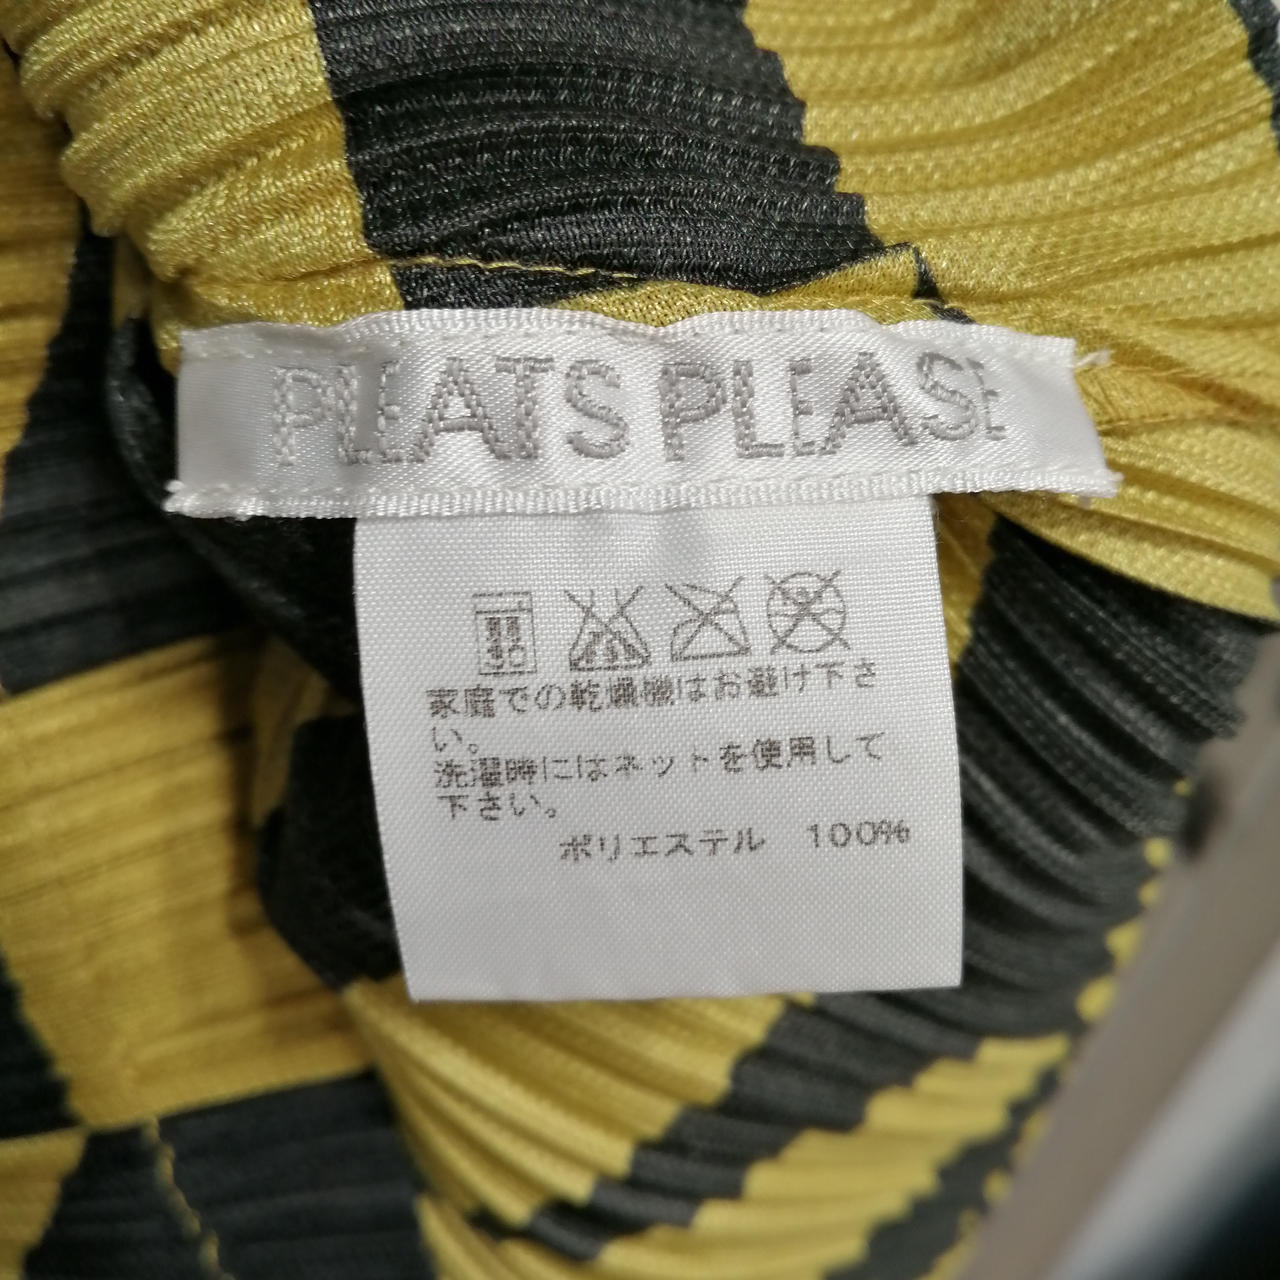 PLEATS PLEASE
家庭での乾燥機はお避け下さ
い。
洗濯時にはネットを使用して
下さい。
ポリエステル 100%